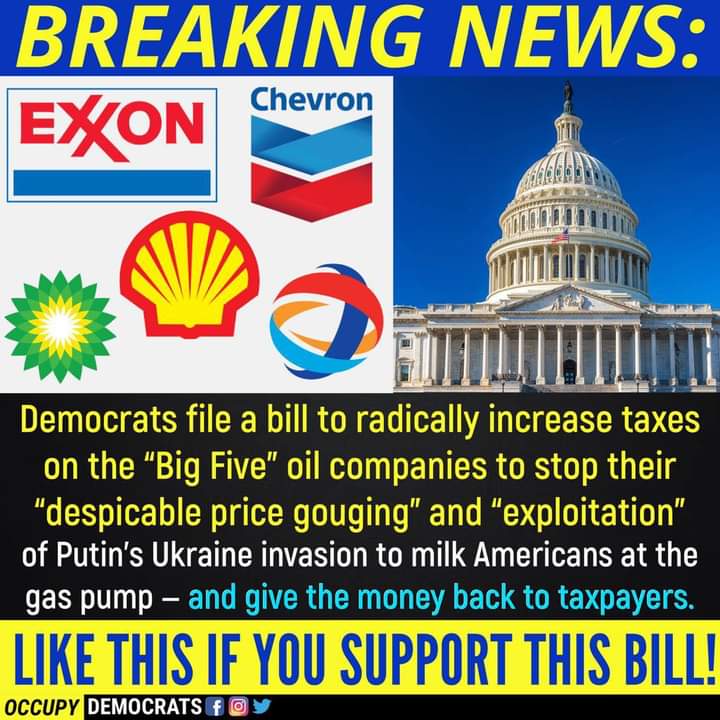 BREAKING NEWS:
EXXON
Chevron
Democrats file a bill to radically increase taxes
on the “Big Five” oil companies to stop their
“despicable price gouging” and “exploitation”
of Putin’s Ukraine invasion to milk Americans at the
gas pump – and give the money back to taxpayers.
LIKE THIS IF YOU SUPPORT THIS BILL!
OCCUPY DEMOCRATS